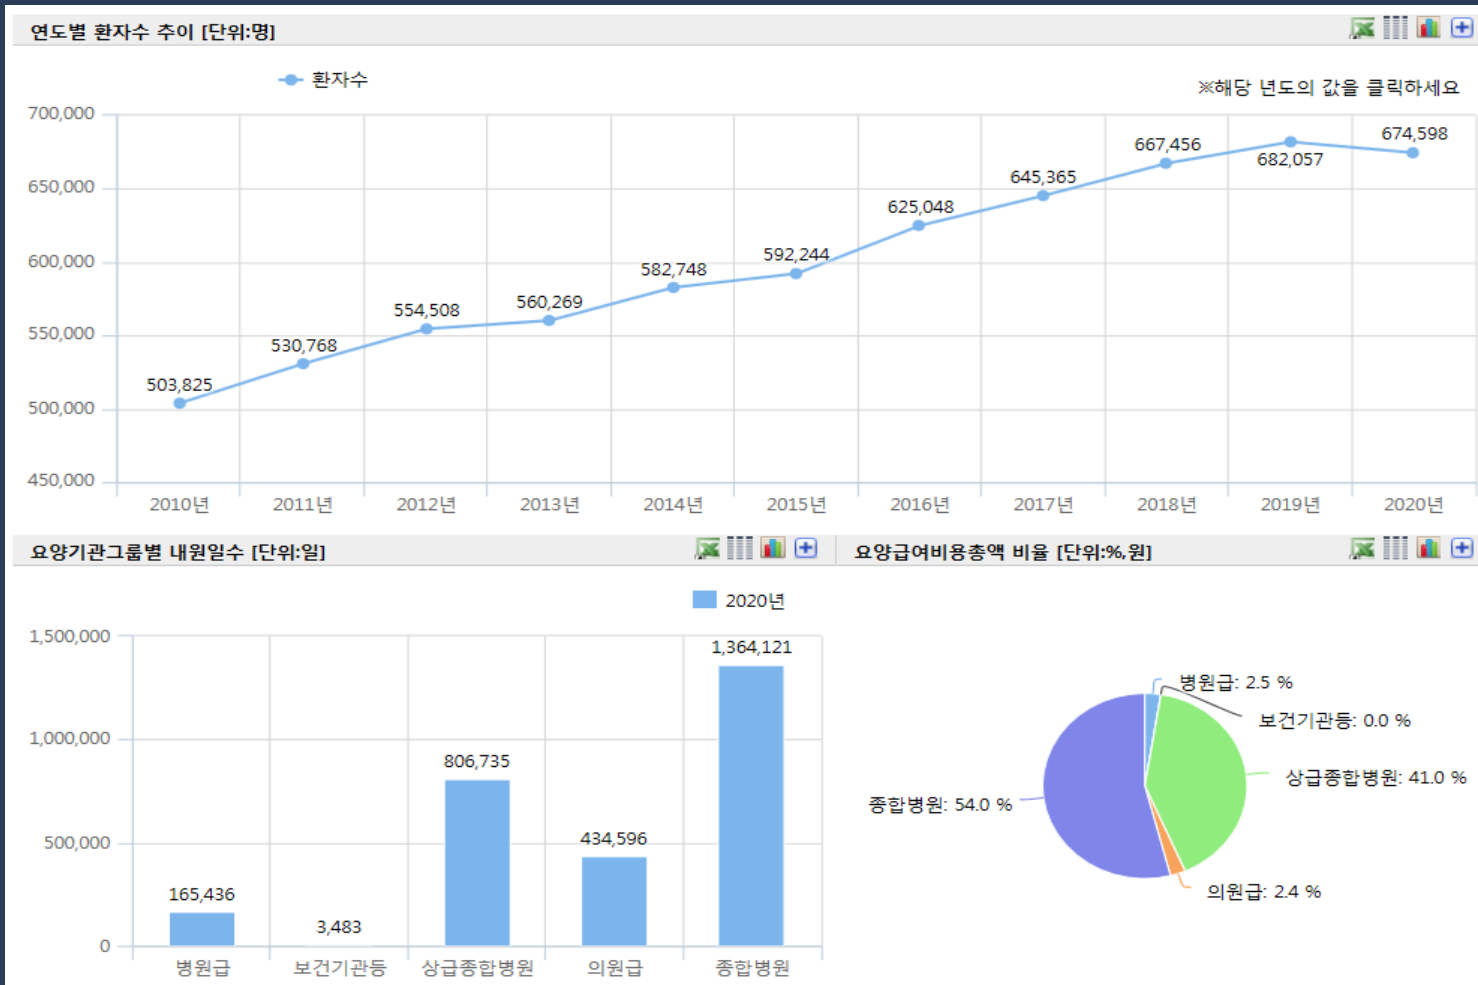 연도별 환자수 추이 [단위:명]
환자수
※해당 년도의 값을 클릭하세요
700,000
650,000
600,000
550,000
500,000
450,000
503,825
530,768
554,508
560,269
582,748
592,244
625,048
645,365
667,456
682,057
674,598
2010년 2011년 2012년 2013년 2014년 2015년 2016년 2017년 2018년 2019년 2020년
요양기관그룹별 내원일수 [단위:일]
2020년
1,500,000
1,000,000
500,000
0
165,436
3,483
806,735
434,596
1,364,121
병원급 보건기관등 상급종합병원 의원급 종합병원
요양급여비용총액 비율 [단위:%,원]
병원급: 2.5 %
보건기관등: 0.0 %
상급종합병원: 41.0 %
종합병원: 54.0 %
의원급: 2.4 %